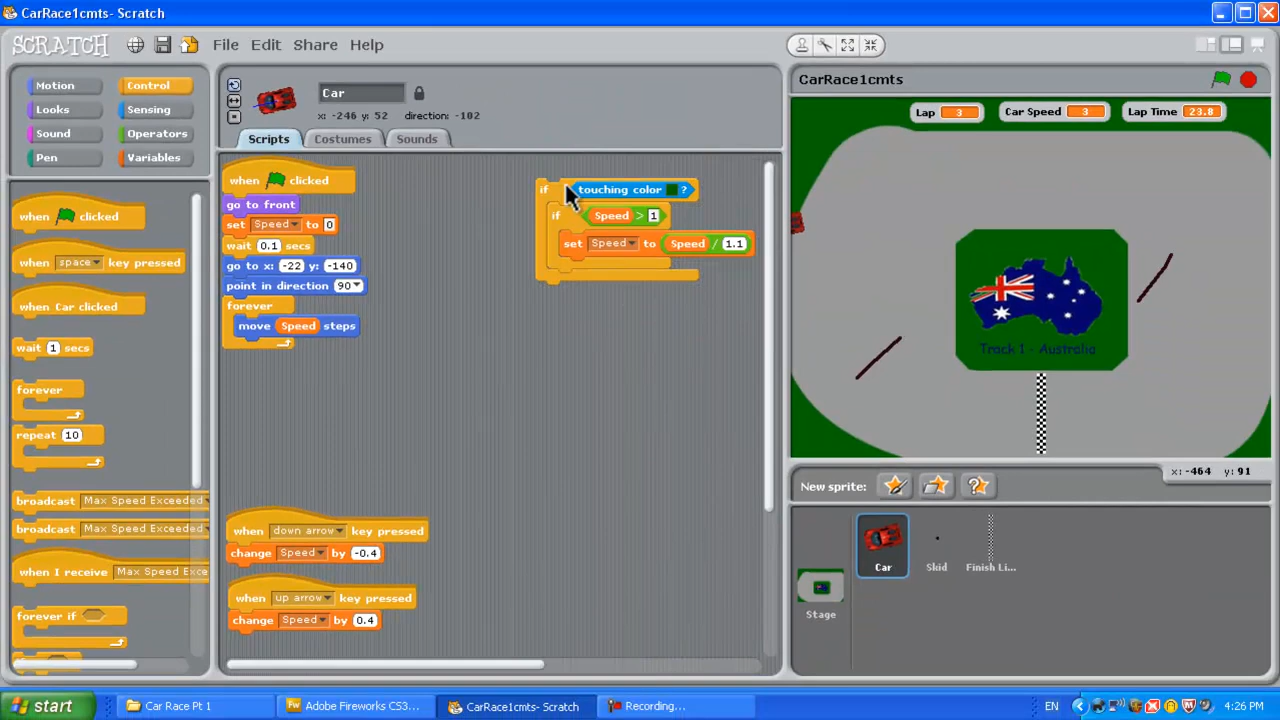 CarRace1cmts- Scratch
SCRATCH File Edit Share Help
Motion Control
Looks Sensing
Sound Operators
Pen Variables
when clicked
when space key pressed
when Car clicked
wait 1 secs
forever
repeat 10
broadcast Max Speed Exceeded
broadcast Max Speed Exceeded
when I receive Max Speed Exce
forever if
Car
x: -246 y: 52 direction: -102
Scripts Costumes Sounds
when clicked
go to front
set Speed to 0
wait 0.1 secs
go to x: -22 y: -140
point in direction 90
forever
move Speed steps
when down arrow key pressed
change Speed by -0.4
when up arrow key pressed
change Speed by 0.4
if touching color ?
if Speed > 1
set Speed to Speed / 1.1
CarRace1cmts
Lap 3 Car Speed 3 Lap Time 23.8
Track 1 - Australia
x: -464 y: 91
New sprite:
Car Skid Finish Li...
Stage
start Car Race Pt 1 Fw Adobe Fireworks CS3... CarRace1cmts- Scratch Recording... EN 4:26 PM